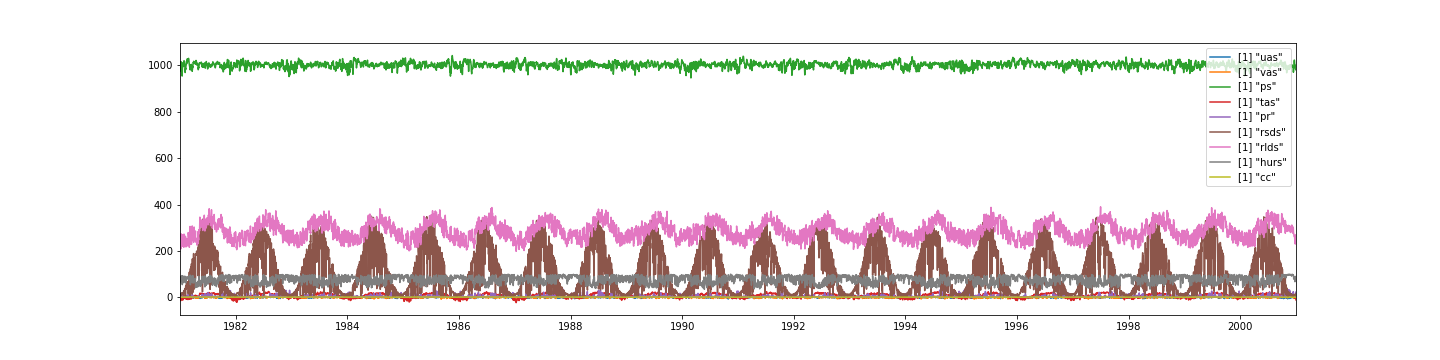 1000
800
600
400
200
0
1982 1984 1986 1988 1990 1992 1994 1996 1998 2000
[1] "uas"
[1] "vas"
[1] "ps"
[1] "tas"
[1] "pr"
[1] "rsds"
[1] "rlds"
[1] "hurs"
[1] "cc"